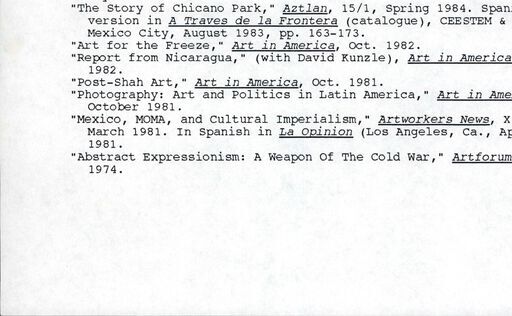 "The Story of Chicano Park," Aztlan, 15/1, Spring 1984. Span
version in A Traves de la Frontera (catalogue), CEESTEM &
Mexico City, August 1983, pp. 163-173.
"Art for the Freeze," Art in America, Oct. 1982.
"Report from Nicaragua," (with David Kunzle), Art in America
1982.
"Post-Shah Art," Art in America, Oct. 1981.
"Photography: Art and Politics in Latin America," Art in Ame
October 1981.
"Mexico, MOMA, and Cultural Imperialism," Artworkers News, X
March 1981. In Spanish in La Opinion (Los Angeles, Ca., Ap
1981.
"Abstract Expressionism: A Weapon Of The Cold War," Artforum
1974.